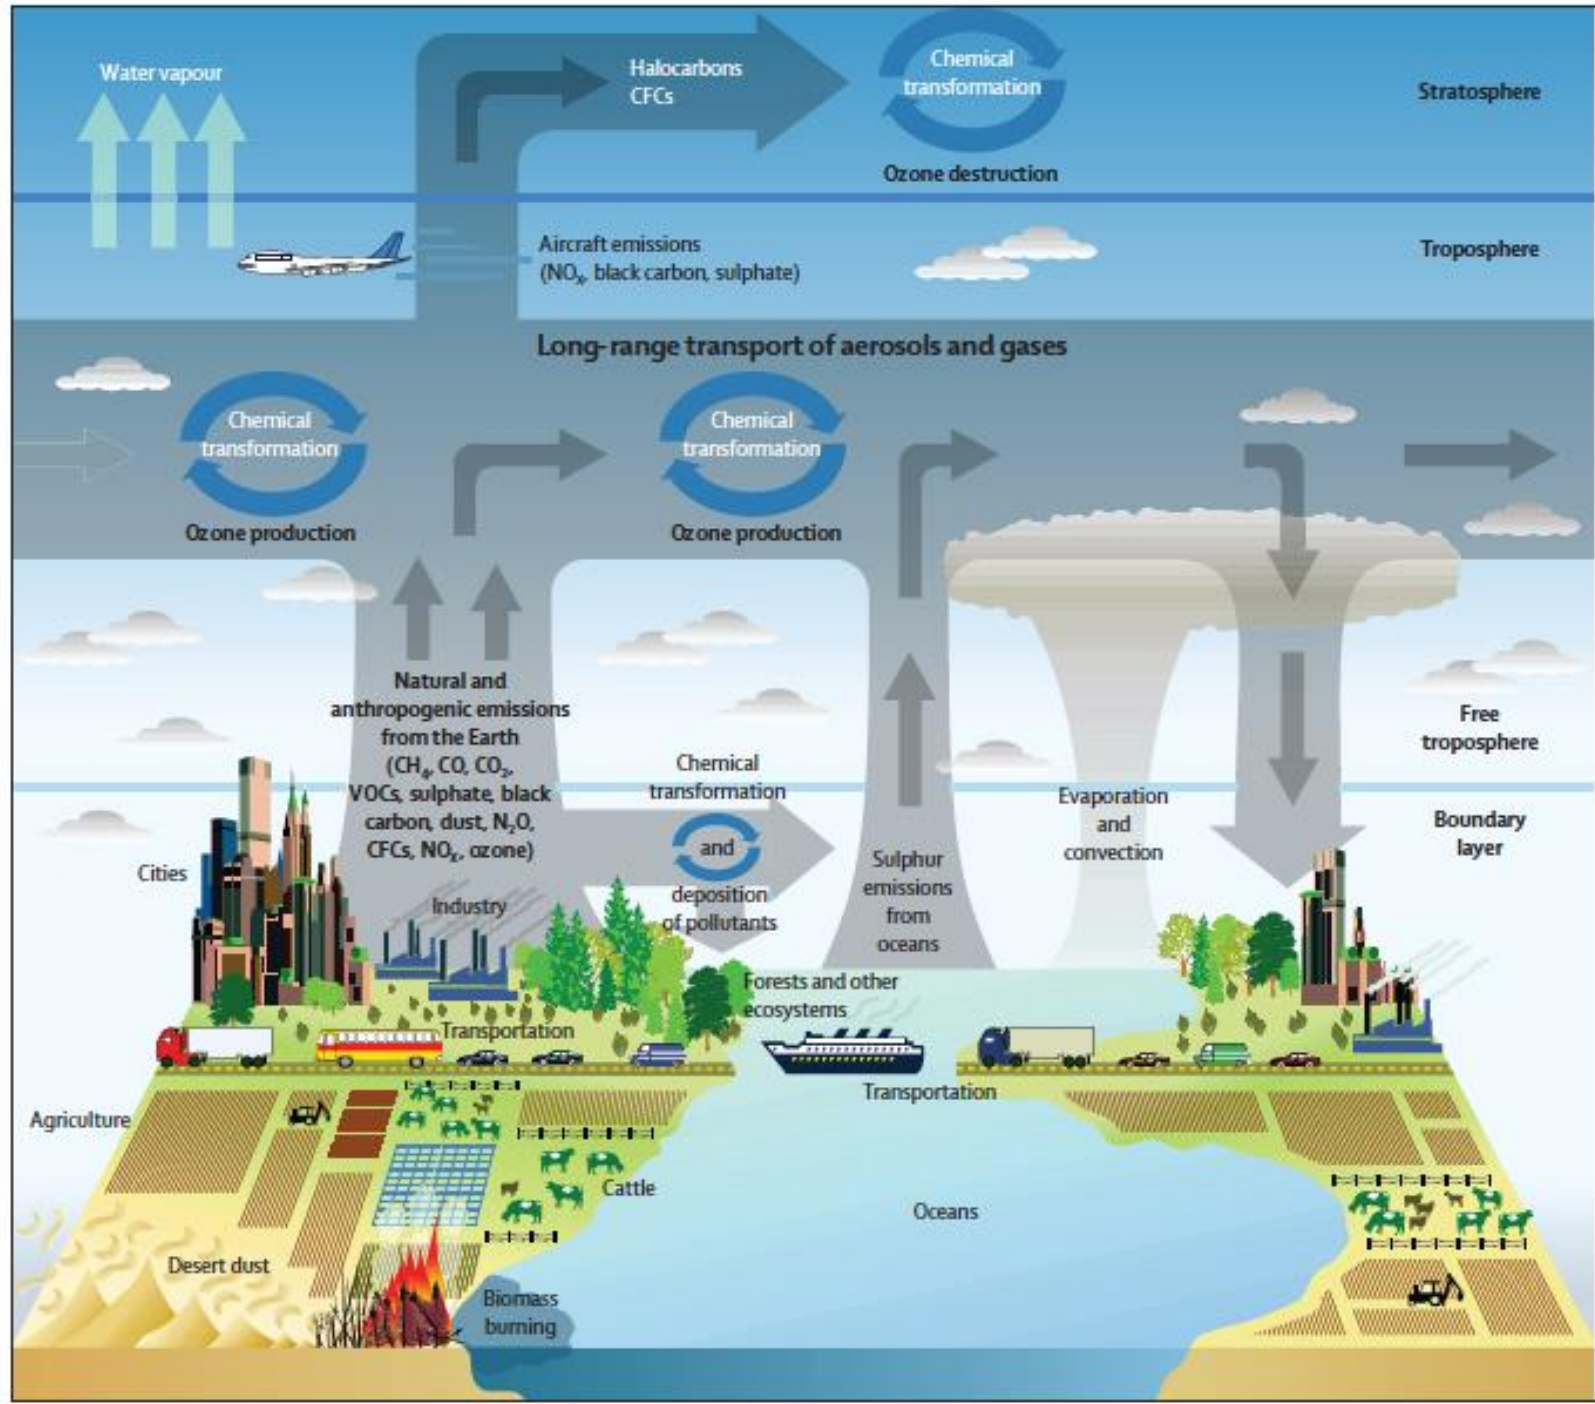 Water vapour
Halocarbons
CFCs
Chemical
transformation
Ozone destruction
Stratosphere
Aircraft emissions
(NOₓ, black carbon, sulphate)
Troposphere
Long-range transport of aerosols and gases
Chemical
transformation
Ozone production
Chemical
transformation
Ozone production
Natural and
anthropogenic emissions
from the Earth
(CH₄, CO, CO₂,
VOCs, sulphate, black
carbon, dust, N₂O,
CFCs, NOₓ, ozone)
Chemical
transformation
and
deposition
of pollutants
Free
troposphere
Evaporation
and
convection
Boundary
layer
Sulphur
emissions
from
oceans
Cities
Industry
Forests and other
ecosystems
Transportation
Transportation
Agriculture
Cattle
Oceans
Desert dust
Biomass
burning